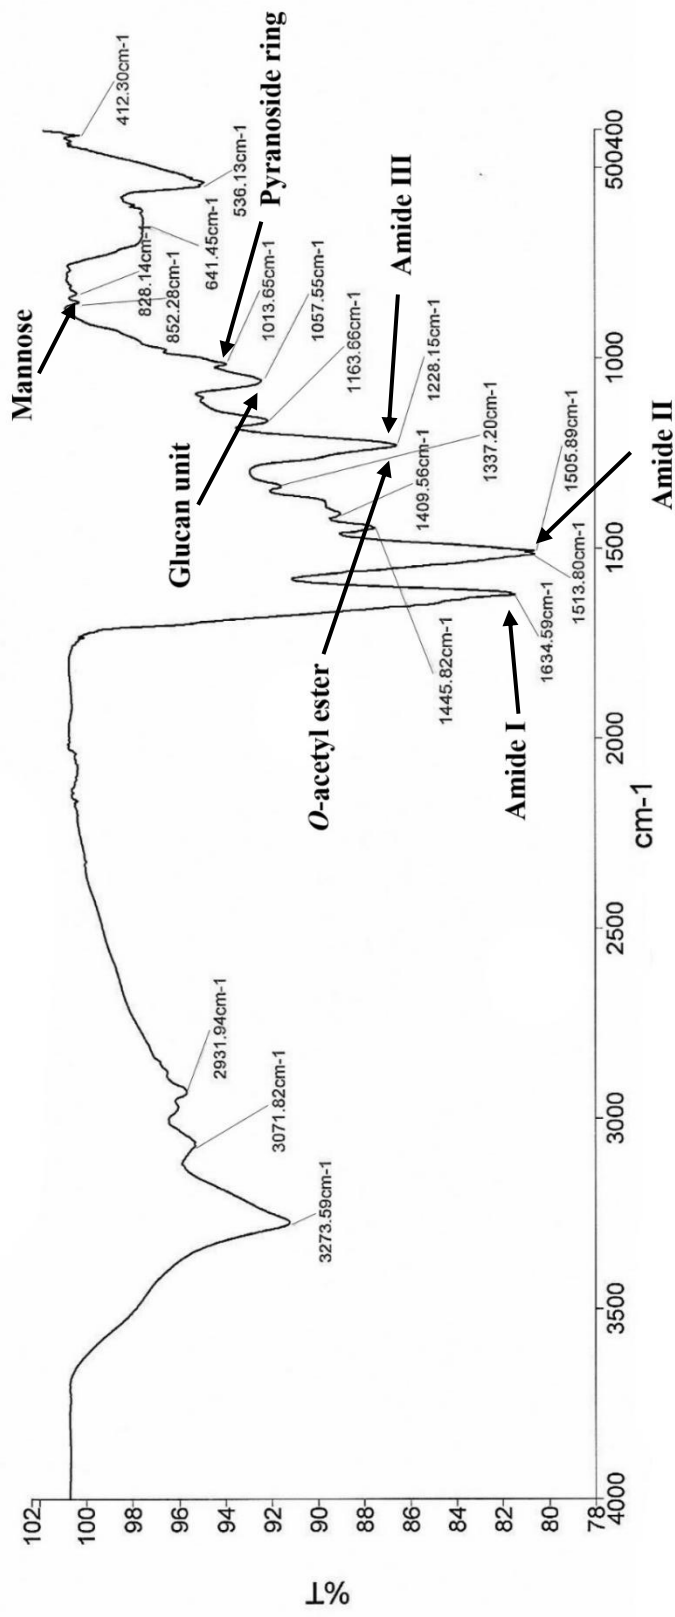 %T
102
100
98
96
94
92
90
88
86
84
82
80
78
4000
3500
3000
2500
2000
1500
1000
500
400
cm-1
3273.59cm-1
3071.82cm-1
2931.94cm-1
1634.59cm-1
1513.80cm-1
1505.89cm-1
1445.82cm-1
1409.56cm-1
1337.20cm-1
1228.15cm-1
1163.66cm-1
1057.55cm-1
1013.65cm-1
852.28cm-1
828.14cm-1
641.45cm-1
536.13cm-1
412.30cm-1
Amide I
Amide II
O-acetyl ester
Amide III
Glucan unit
Pyranoside ring
Mannose